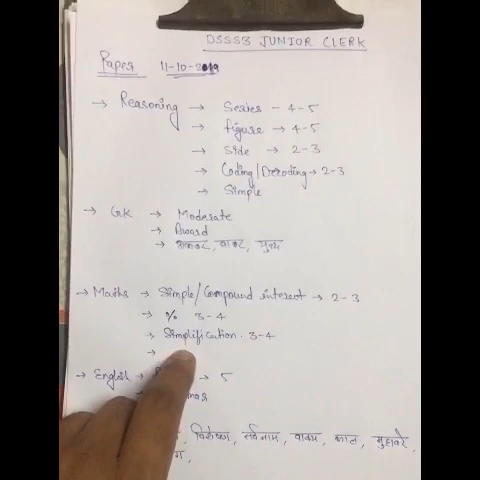 DSSSB JUNIOR CLERK
Paper 11-10-2019
→ Reasoning → Series - 4-5
→ figure → 4-5
→ Side → 2-3
→ Coding/Decoding → 2-3
→ Simple
→ GK → Moderate
→ Award
→ अकबर, बाबर,
→ Maths → Simple/Compound interest → 2-3
→ % 3-4
→ Simplification. 3-4
→
→ English → → 5
विशेषण, सर्वनाम, वाक्य, काल, मुहावरे,